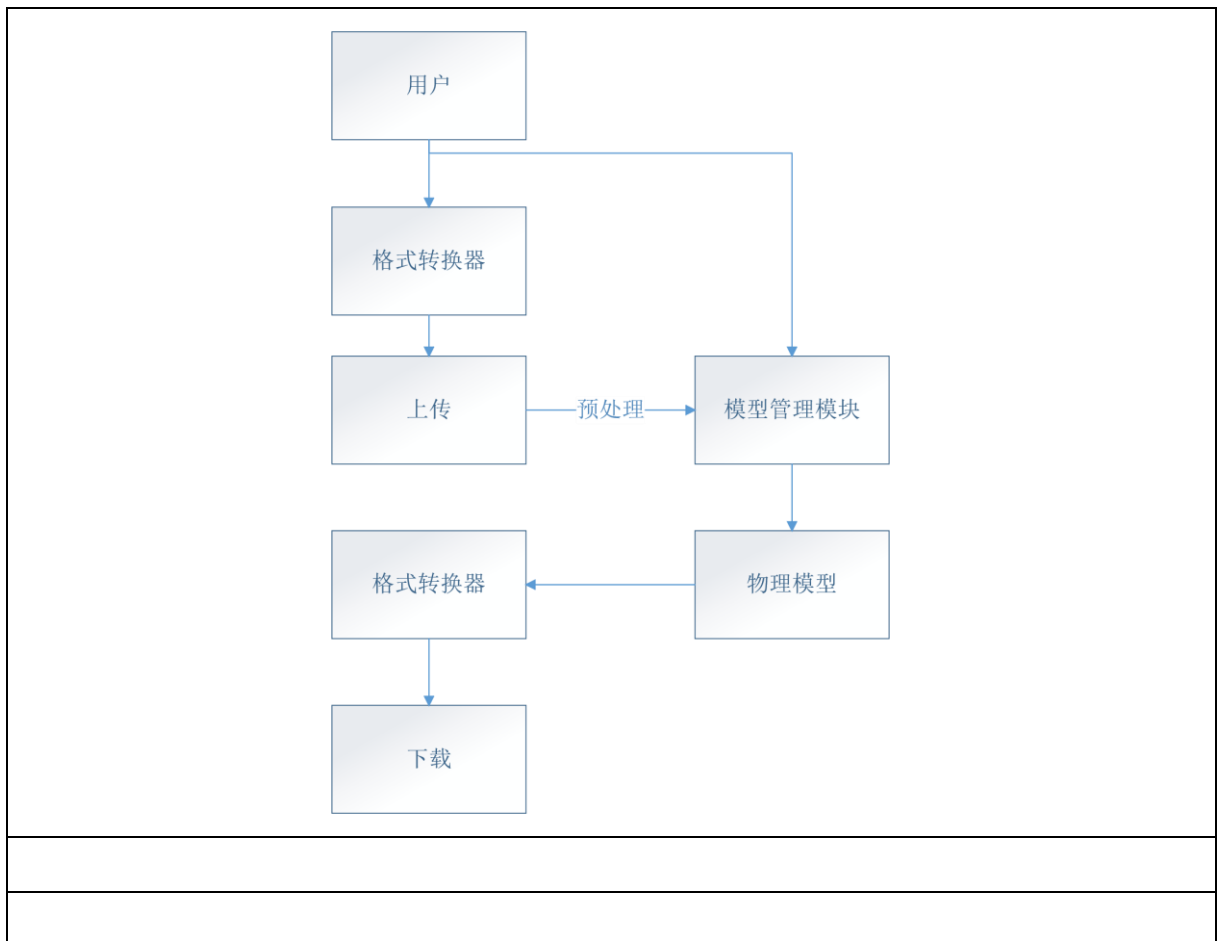 用户
格式转换器
上传
预处理
模型管理模块
格式转换器
物理模型
下载